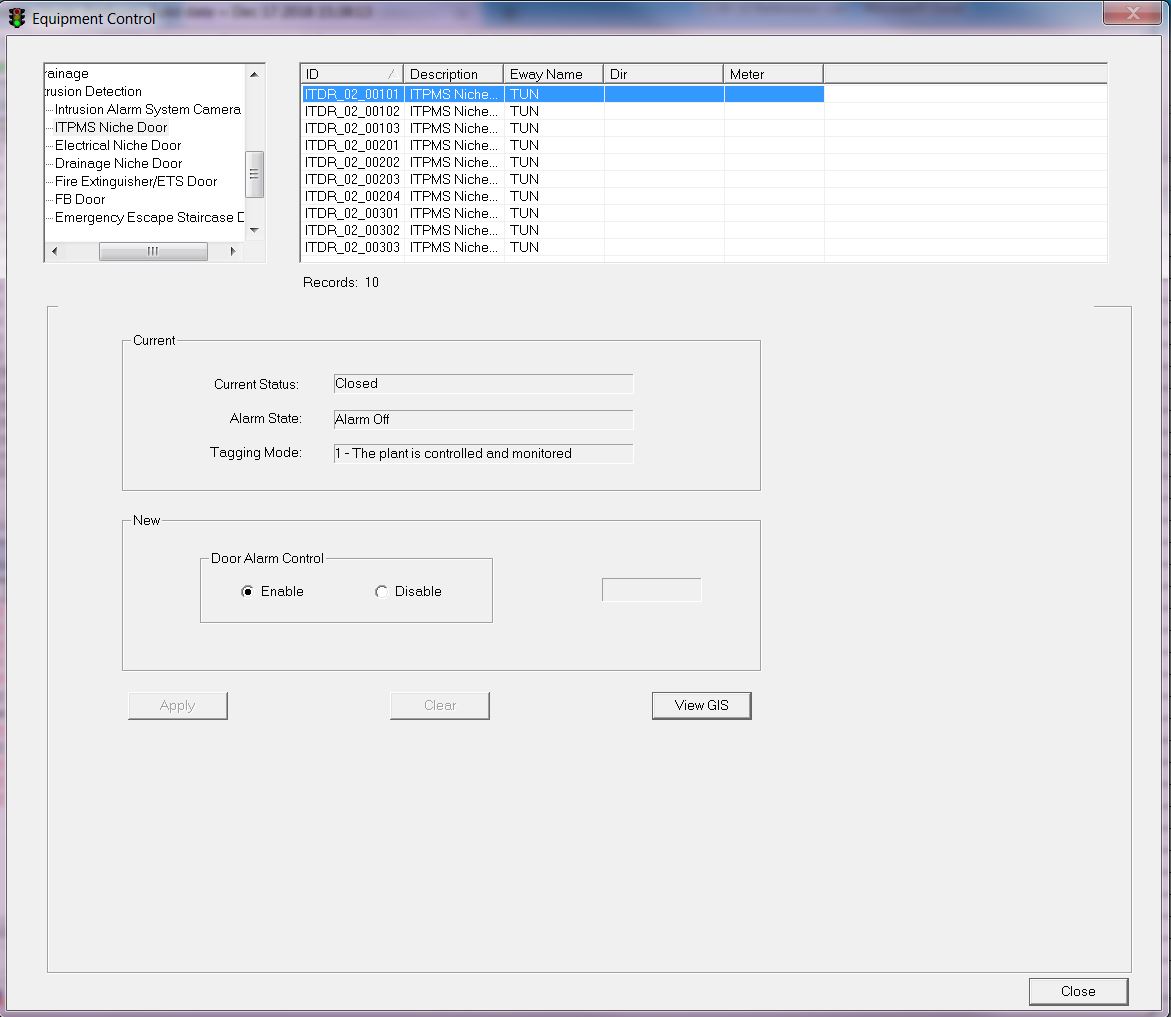 Equipment Control
rainage
rusion Detection
Intrusion Alarm System Camera
ITPMS Niche Door
Electrical Niche Door
Drainage Niche Door
Fire Extinguisher/ETS Door
FB Door
Emergency Escape Staircase D
ID Description Eway Name Dir Meter
ITDR_02_00101 ITPMS Niche... TUN
ITDR_02_00102 ITPMS Niche... TUN
ITDR_02_00103 ITPMS Niche... TUN
ITDR_02_00201 ITPMS Niche... TUN
ITDR_02_00202 ITPMS Niche... TUN
ITDR_02_00203 ITPMS Niche... TUN
ITDR_02_00204 ITPMS Niche... TUN
ITDR_02_00301 ITPMS Niche... TUN
ITDR_02_00302 ITPMS Niche... TUN
ITDR_02_00303 ITPMS Niche... TUN
Records: 10
Current
Current Status: Closed
Alarm State: Alarm Off
Tagging Mode: 1 - The plant is controlled and monitored
New
Door Alarm Control
Enable Disable
Apply Clear View GIS
Close